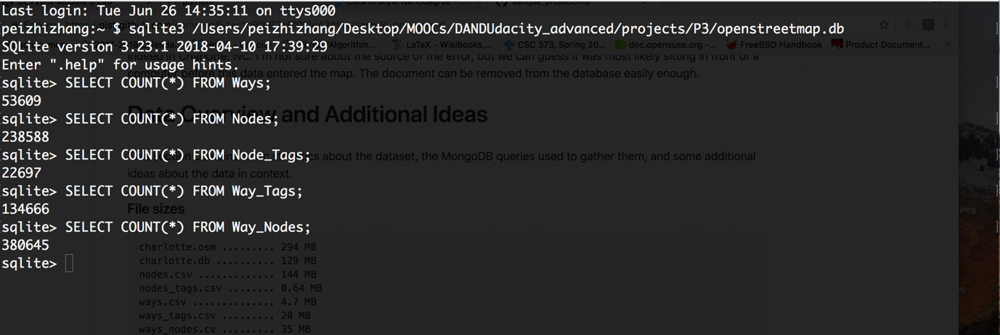 Last login: Tue Jun 26 14:35:11 on ttys000
peizhizhang:~ $ sqlite3 /Users/peizhizhang/Desktop/MOOCs/DANDUdacity_advanced/projects/P3/openstreetmap.db
SQLite version 3.23.1 2018-04-10 17:39:29
Enter ".help" for usage hints.
sqlite> SELECT COUNT(*) FROM Ways;
53609
sqlite> SELECT COUNT(*) FROM Nodes;
238588
sqlite> SELECT COUNT(*) FROM Node_Tags;
22697
sqlite> SELECT COUNT(*) FROM Way_Tags;
134666
sqlite> SELECT COUNT(*) FROM Way_Nodes;
380645
sqlite>
Data Analyst Nanodegree
sample_project.md
Algorithm...
LaTeX - Wikibooks,...
CSC 373, Spring 20...
doc.opensuse.org -...
FreeBSD Handbook
Product Document...
»
indeed in Charlotte, NC. I'm not sure about the source of the error, but we can guess it was most likely sitting in front of a
computer before this data entered the map. The document can be removed from the database easily enough.
Data Overview and Additional Ideas
about the dataset, the MongoDB queries used to gather them, and some additional
ideas about the data in context.
File sizes
charlotte.osm ......... 294 MB
charlotte.db .......... 129 MB
nodes.csv ............. 144 MB
nodes_tags.csv ........ 0.64 MB
ways.csv .............. 4.7 MB
ways_tags.csv ......... 20 MB
ways_nodes.cv ......... 35 MB